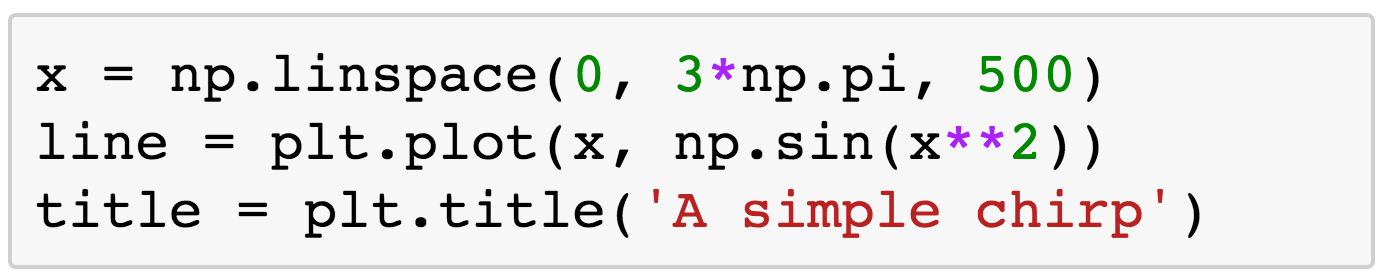 x = np.linspace(0, 3*np.pi, 500)
line = plt.plot(x, np.sin(x**2))
title = plt.title('A simple chirp')